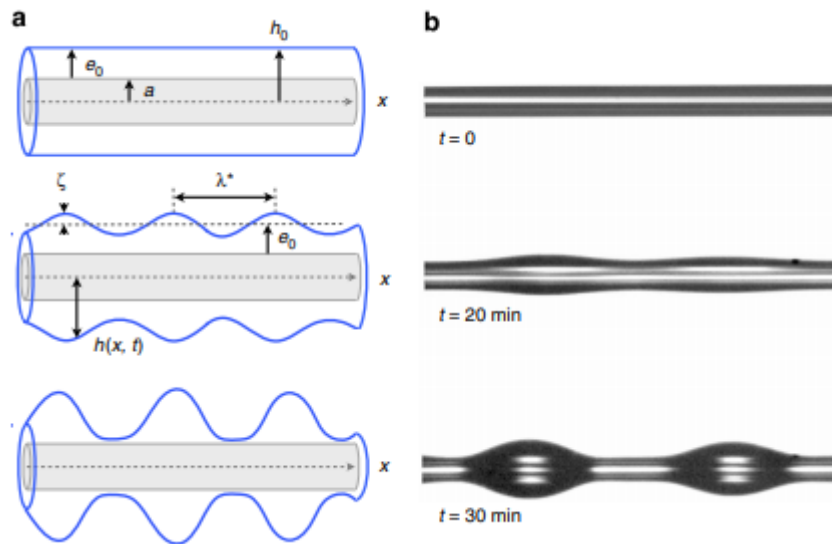 a
h₀
e₀
a
x
ζ
λ*
e₀
x
h(x, t)
x
b
t = 0
t = 20 min
t = 30 min